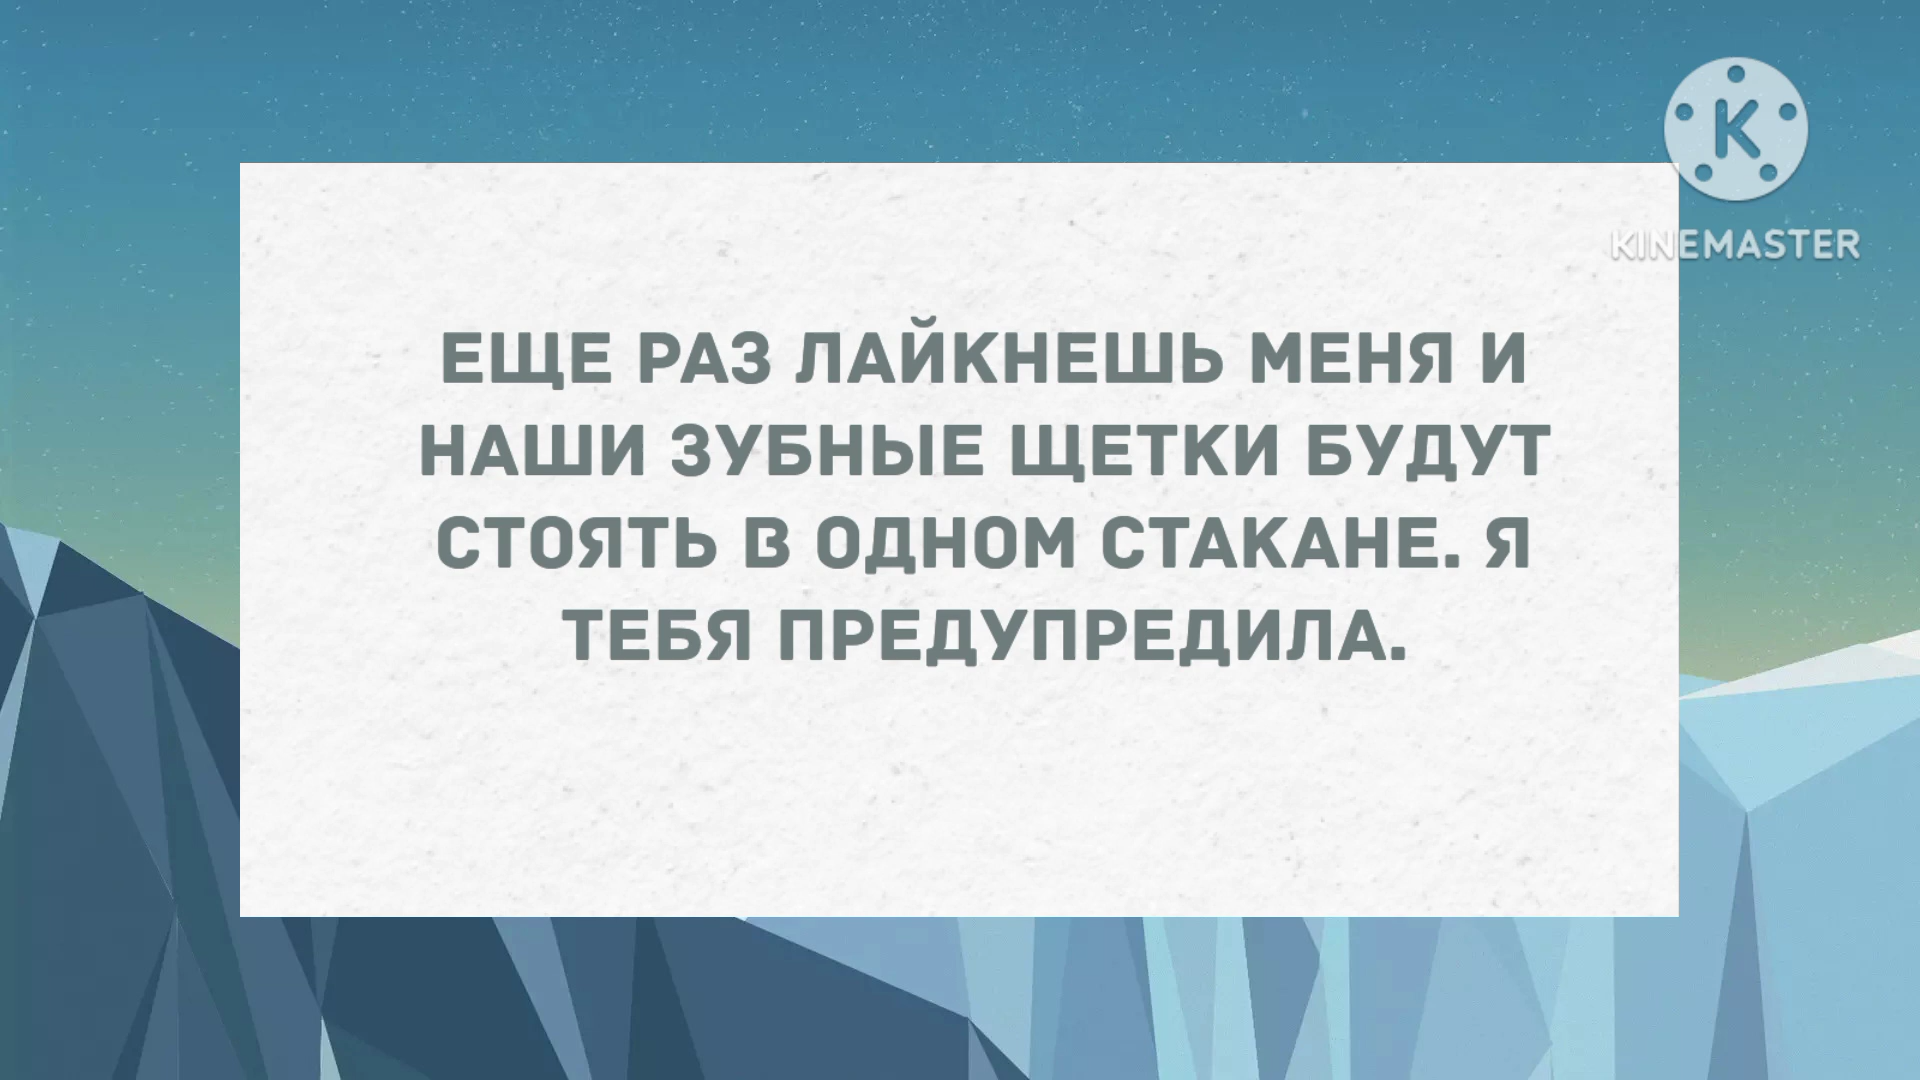 K
KINEMASTER
ЕЩЕ РАЗ ЛАЙКНЕШЬ МЕНЯ И
НАШИ ЗУБНЫЕ ЩЕТКИ БУДУТ
СТОЯТЬ В ОДНОМ СТАКАНЕ. Я
ТЕБЯ ПРЕДУПРЕДИЛА.